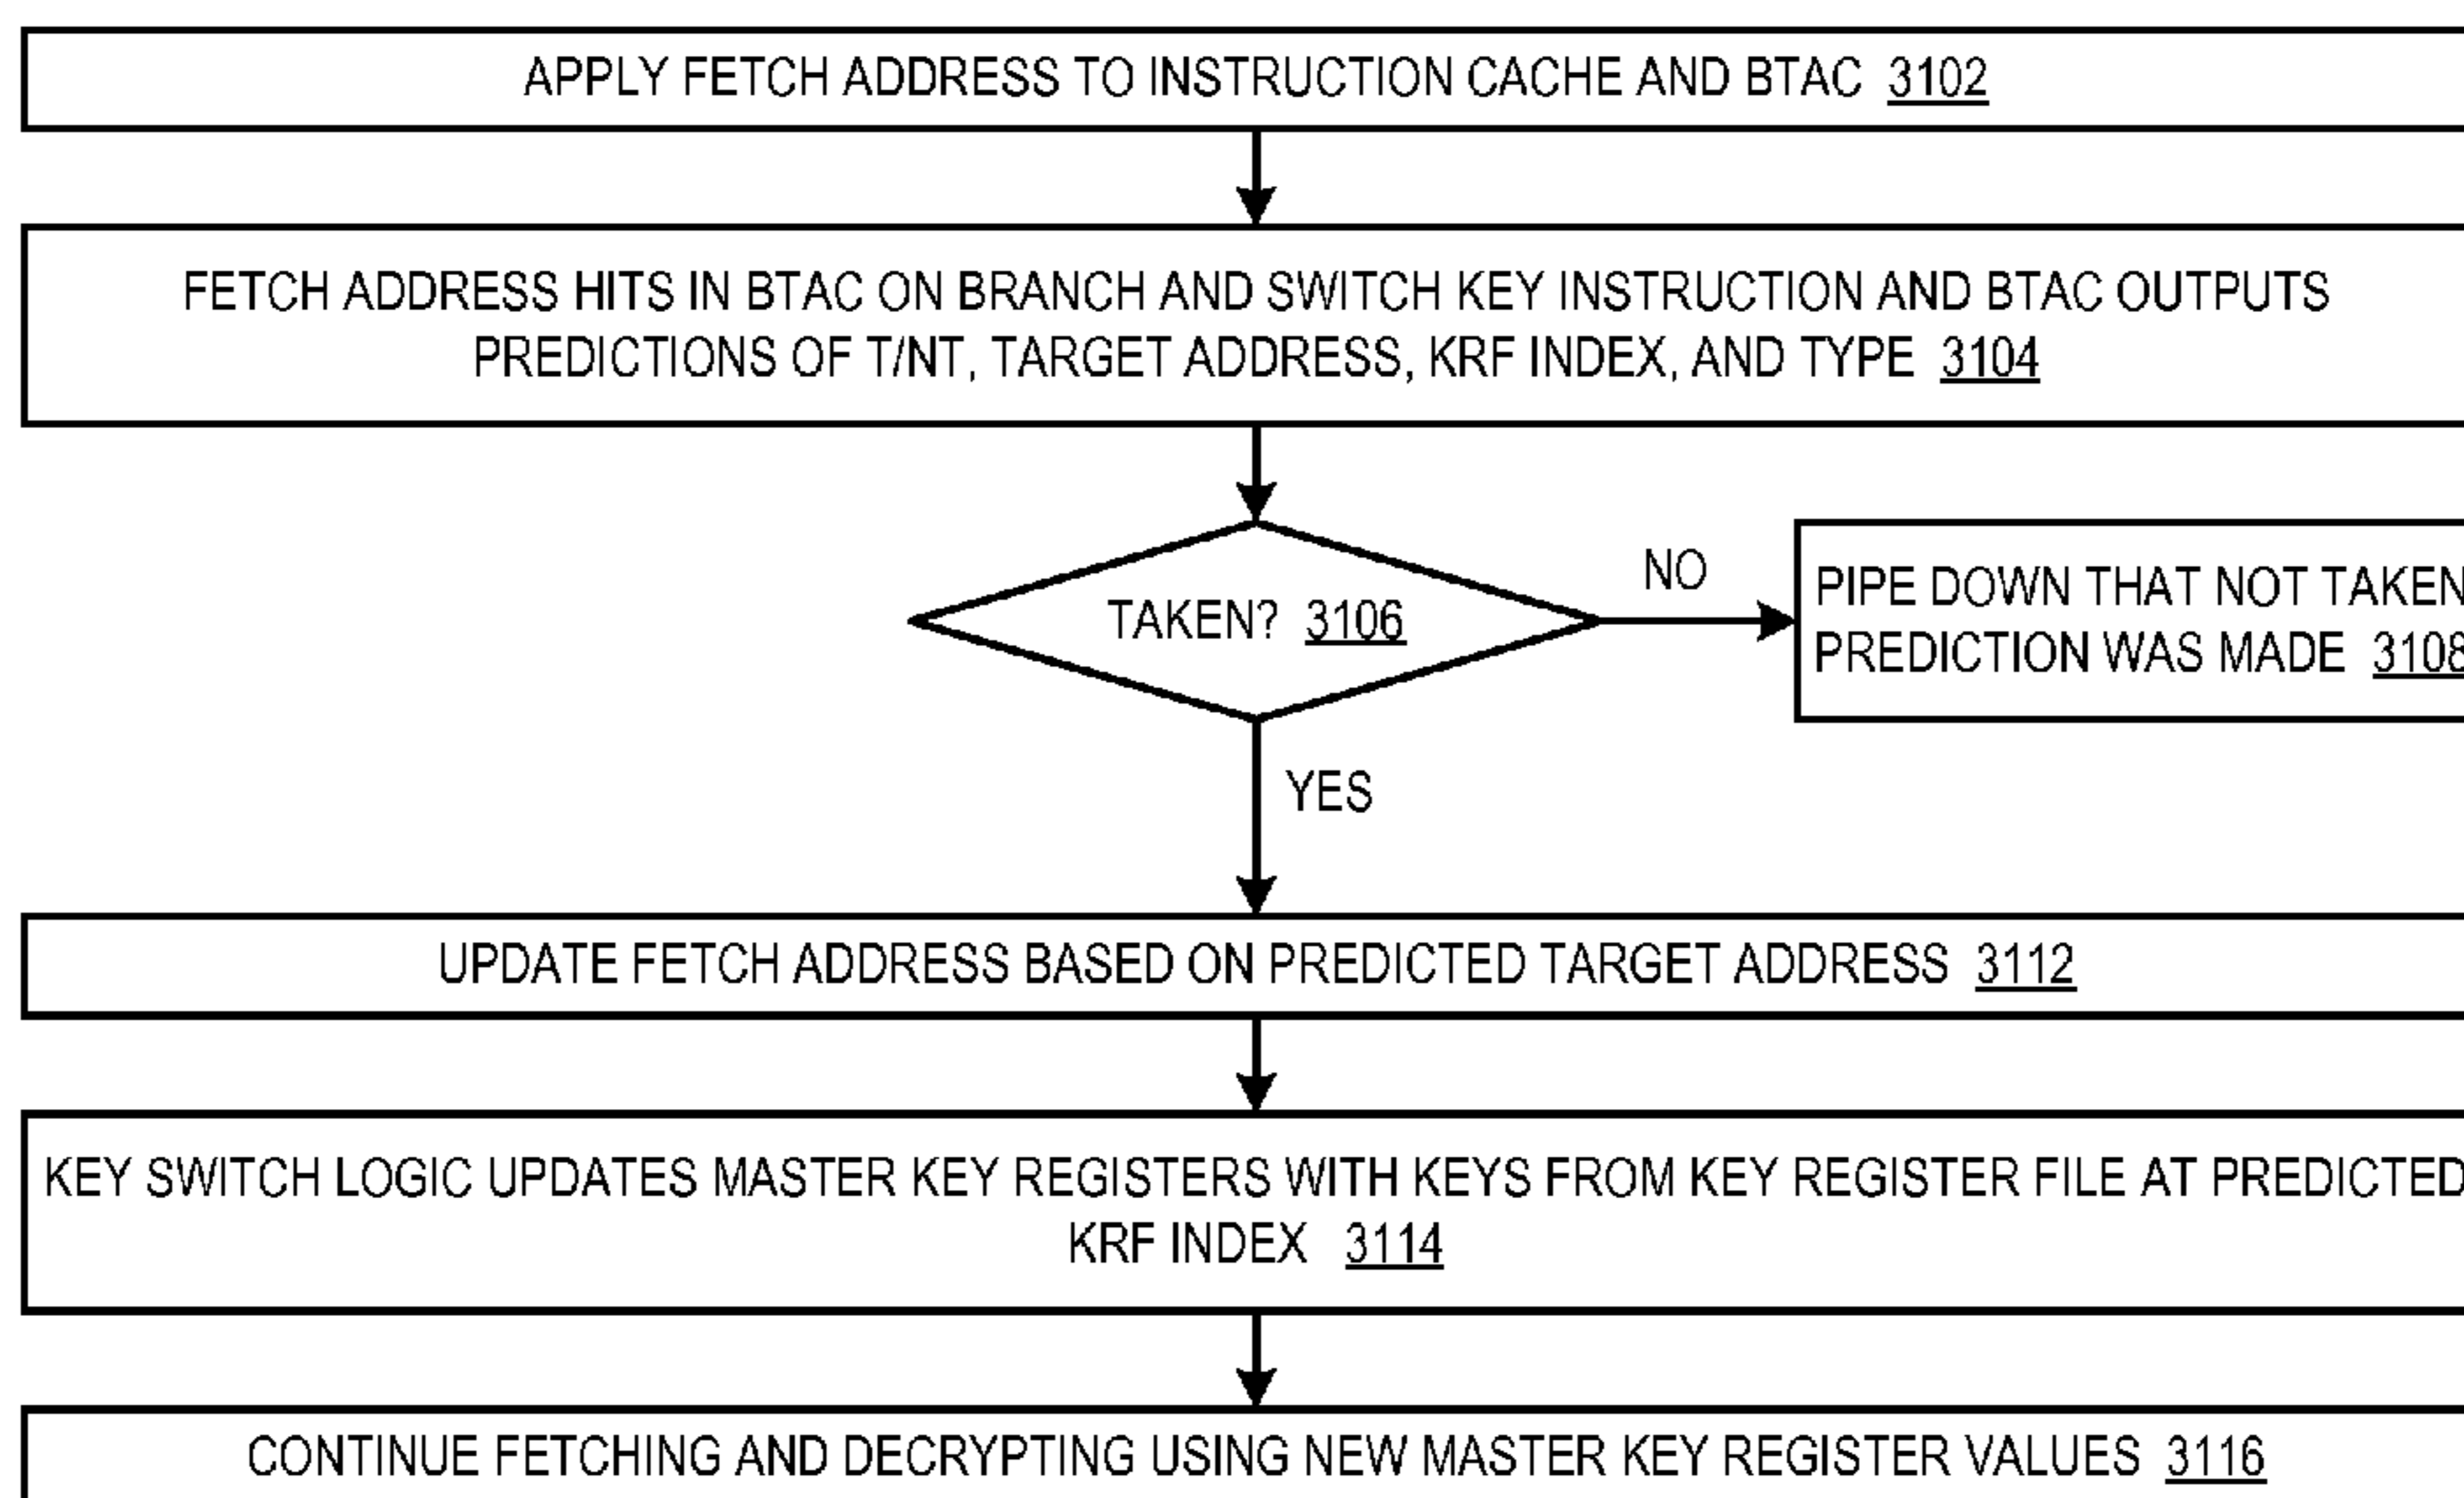 APPLY FETCH ADDRESS TO INSTRUCTION CACHE AND BTAC 3102
FETCH ADDRESS HITS IN BTAC ON BRANCH AND SWITCH KEY INSTRUCTION AND BTAC OUTPUTS
PREDICTIONS OF T/NT, TARGET ADDRESS, KRF INDEX, AND TYPE 3104
TAKEN? 3106
NO
PIPE DOWN THAT NOT TAKEN
PREDICTION WAS MADE 3108
YES
UPDATE FETCH ADDRESS BASED ON PREDICTED TARGET ADDRESS 3112
KEY SWITCH LOGIC UPDATES MASTER KEY REGISTERS WITH KEYS FROM KEY REGISTER FILE AT PREDICTED
KRF INDEX 3114
CONTINUE FETCHING AND DECRYPTING USING NEW MASTER KEY REGISTER VALUES 3116